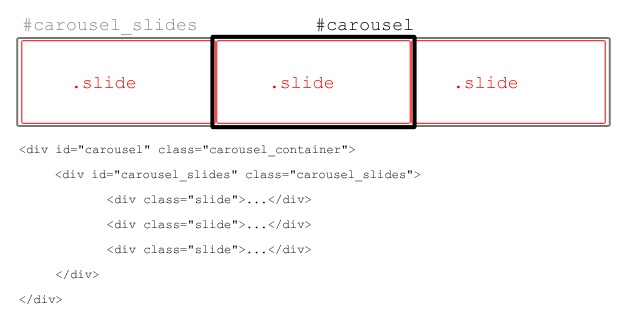 #carousel_slides #carousel
.slide .slide .slide
<div id="carousel" class="carousel_container">
<div id="carousel_slides" class="carousel_slides">
<div class="slide">...</div>
<div class="slide">...</div>
<div class="slide">...</div>
</div>
</div>